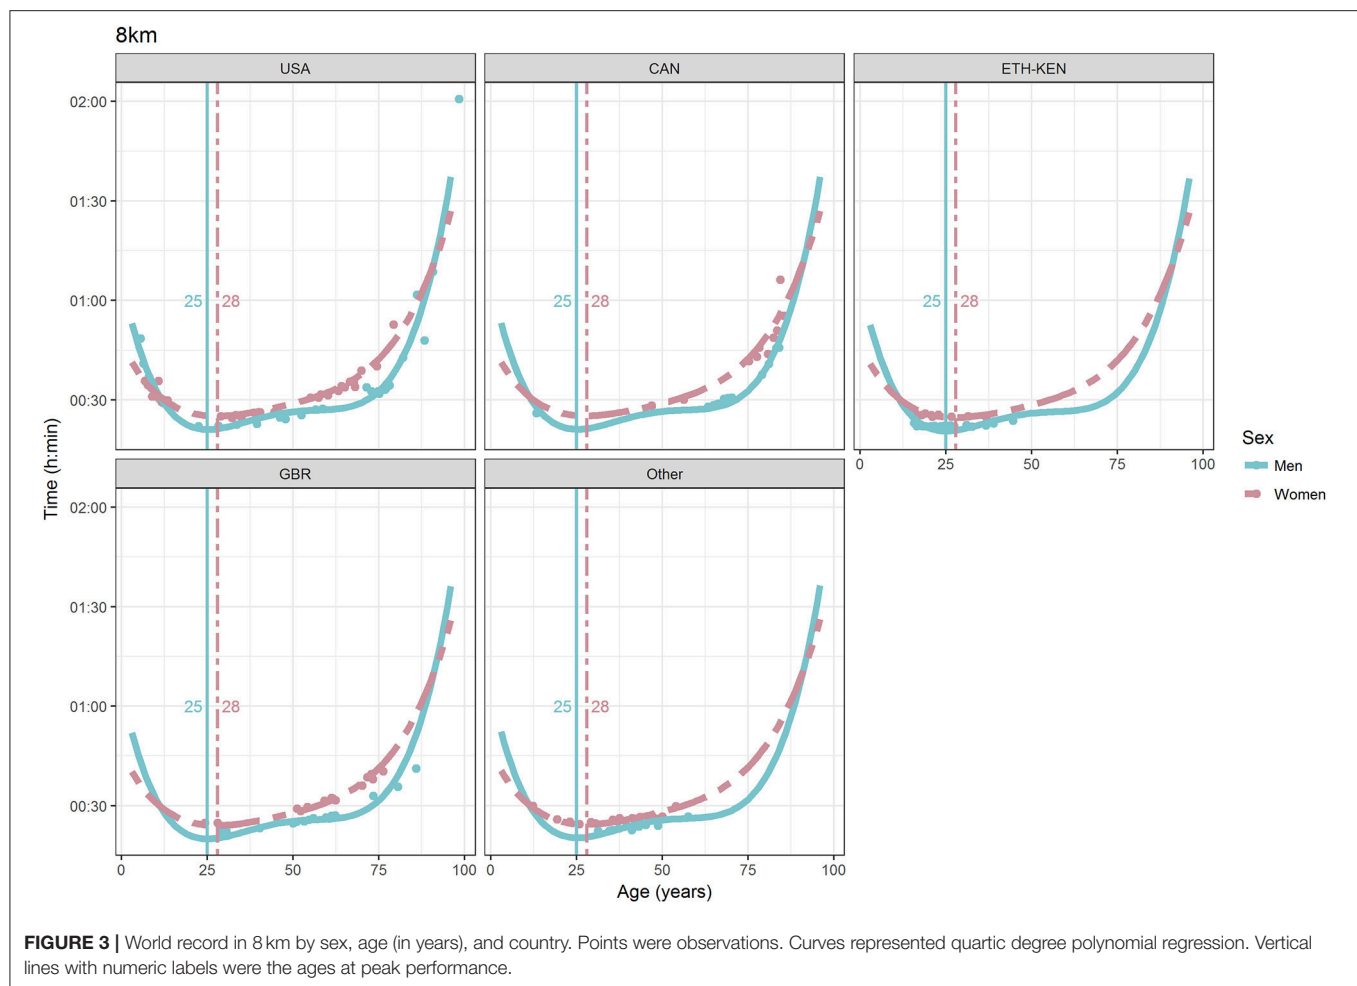 8km
USA
CAN
ETH-KEN
02:00
01:30
01:00
00:30
25
28
25
28
25
28
0
25
50
75
100
GBR
Other
02:00
01:30
01:00
00:30
25
28
25
28
0
25
50
75
100
0
25
50
75
100
Time (h:min)
Age (years)
Sex
Men
Women
FIGURE 3 | World record in 8 km by sex, age (in years), and country. Points were observations. Curves represented quartic degree polynomial regression. Vertical
lines with numeric labels were the ages at peak performance.